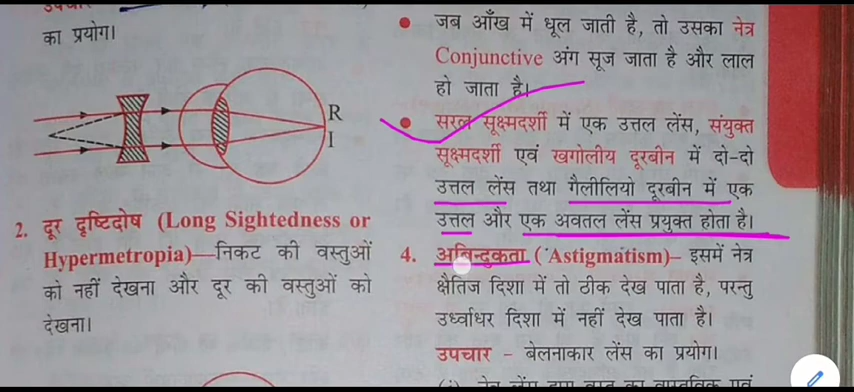 उपचार
का प्रयोग।
R
I
2. दूर दृष्टिदोष (Long Sightedness or
Hypermetropia)—निकट की वस्तुओं
को नहीं देखना और दूर की वस्तुओं को
देखना।
● जब आँख में धूल जाती है, तो उसका नेत्र
Conjunctive अंग सूज जाता है और लाल
हो जाता है।
● सरल सूक्ष्मदर्शी में एक उत्तल लेंस, संयुक्त
सूक्ष्मदर्शी एवं खगोलीय दूरबीन में दो-दो
उत्तल लेंस तथा गैलीलियो दूरबीन में एक
उत्तल और एक अवतल लेंस प्रयुक्त होता है।
4. अबिन्दुकता (Astigmatism)– इसमें नेत्र
क्षैतिज दिशा में तो ठीक देख पाता है, परन्तु
उर्ध्वाधर दिशा में नहीं देख पाता है।
उपचार – बेलनाकार लेंस का प्रयोग।